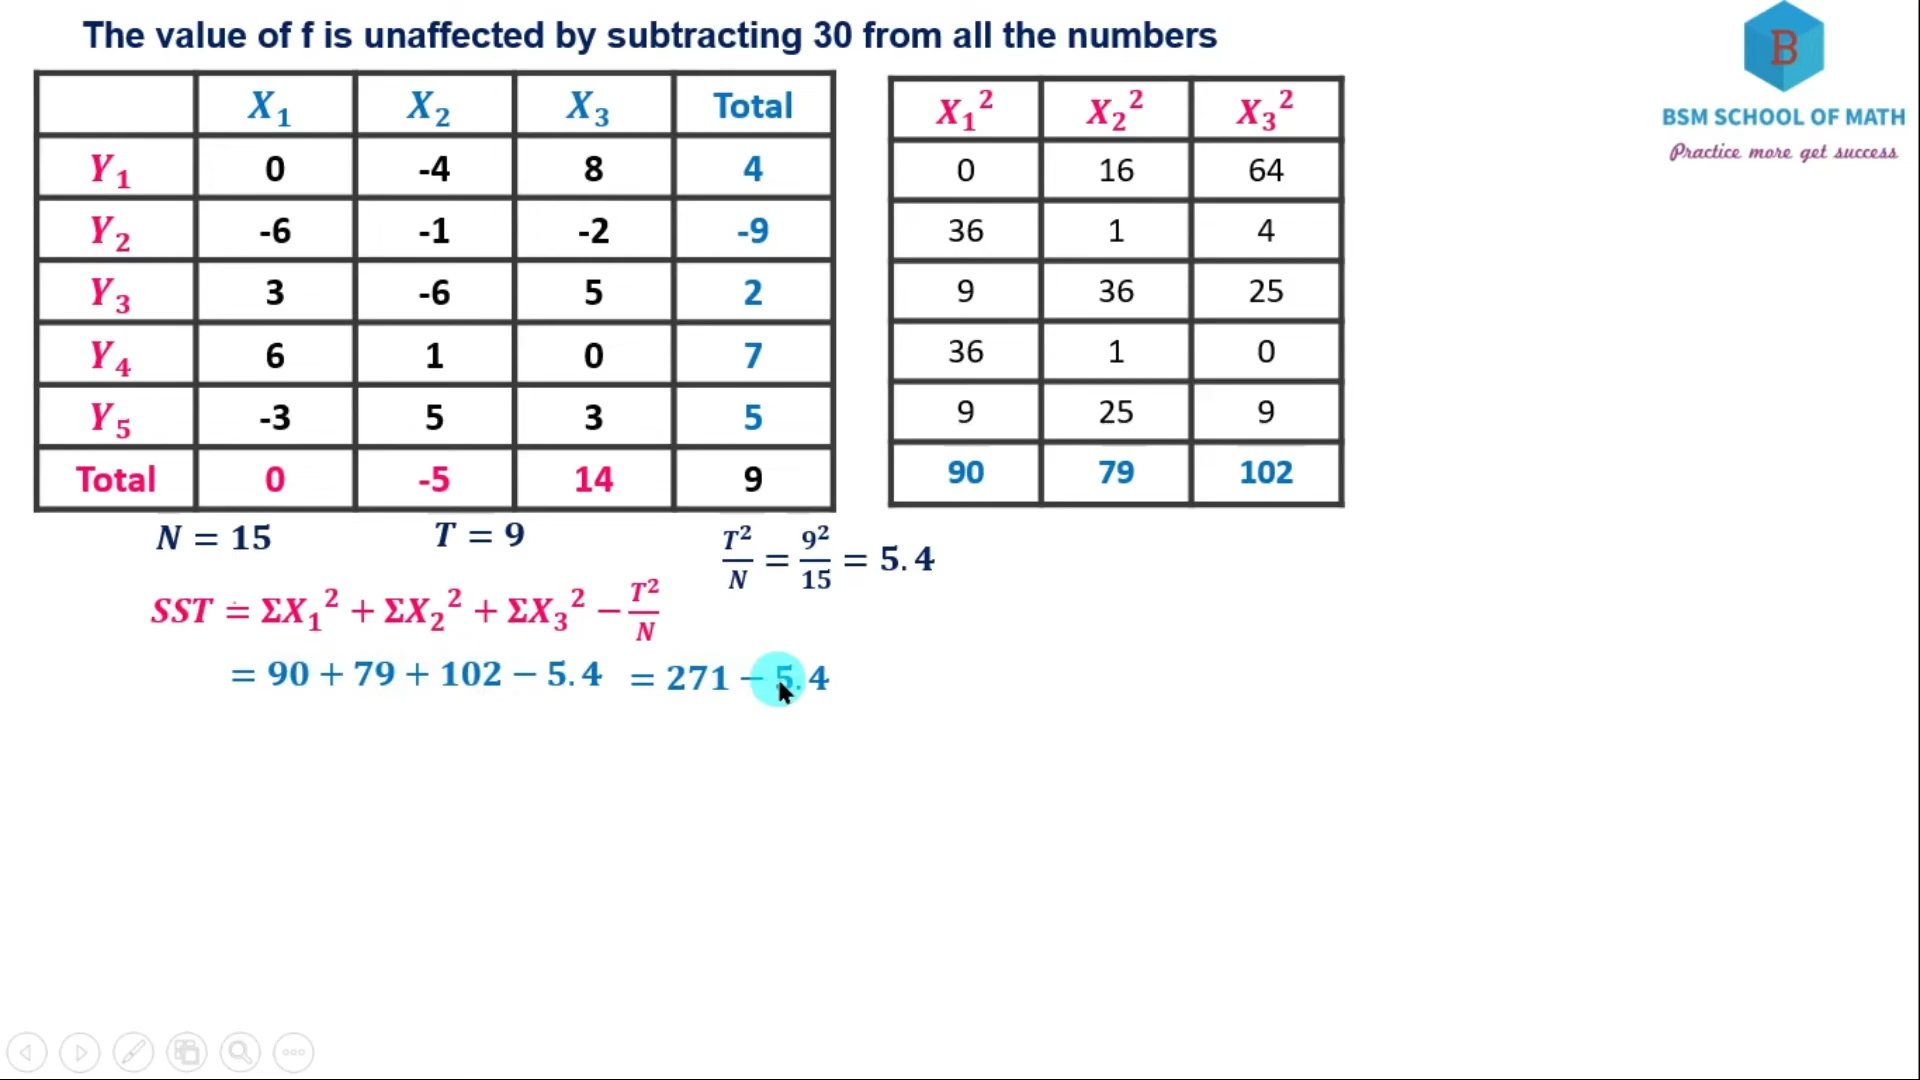 The value of f is unaffected by subtracting 30 from all the numbers
B
BSM SCHOOL OF MATH
Practice more get success
X₁ X₂ X₃ Total
Y₁ 0 -4 8 4
Y₂ -6 -1 -2 -9
Y₃ 3 -6 5 2
Y₄ 6 1 0 7
Y₅ -3 5 3 5
Total 0 -5 14 9
X₁² X₂² X₃²
0 16 64
36 1 4
9 36 25
36 1 0
9 25 9
90 79 102
N = 15 T = 9 T²/N = 9²/15 = 5.4
SST = ΣX₁² + ΣX₂² + ΣX₃² − T²/N
= 90 + 79 + 102 − 5.4 = 271 − 5.4